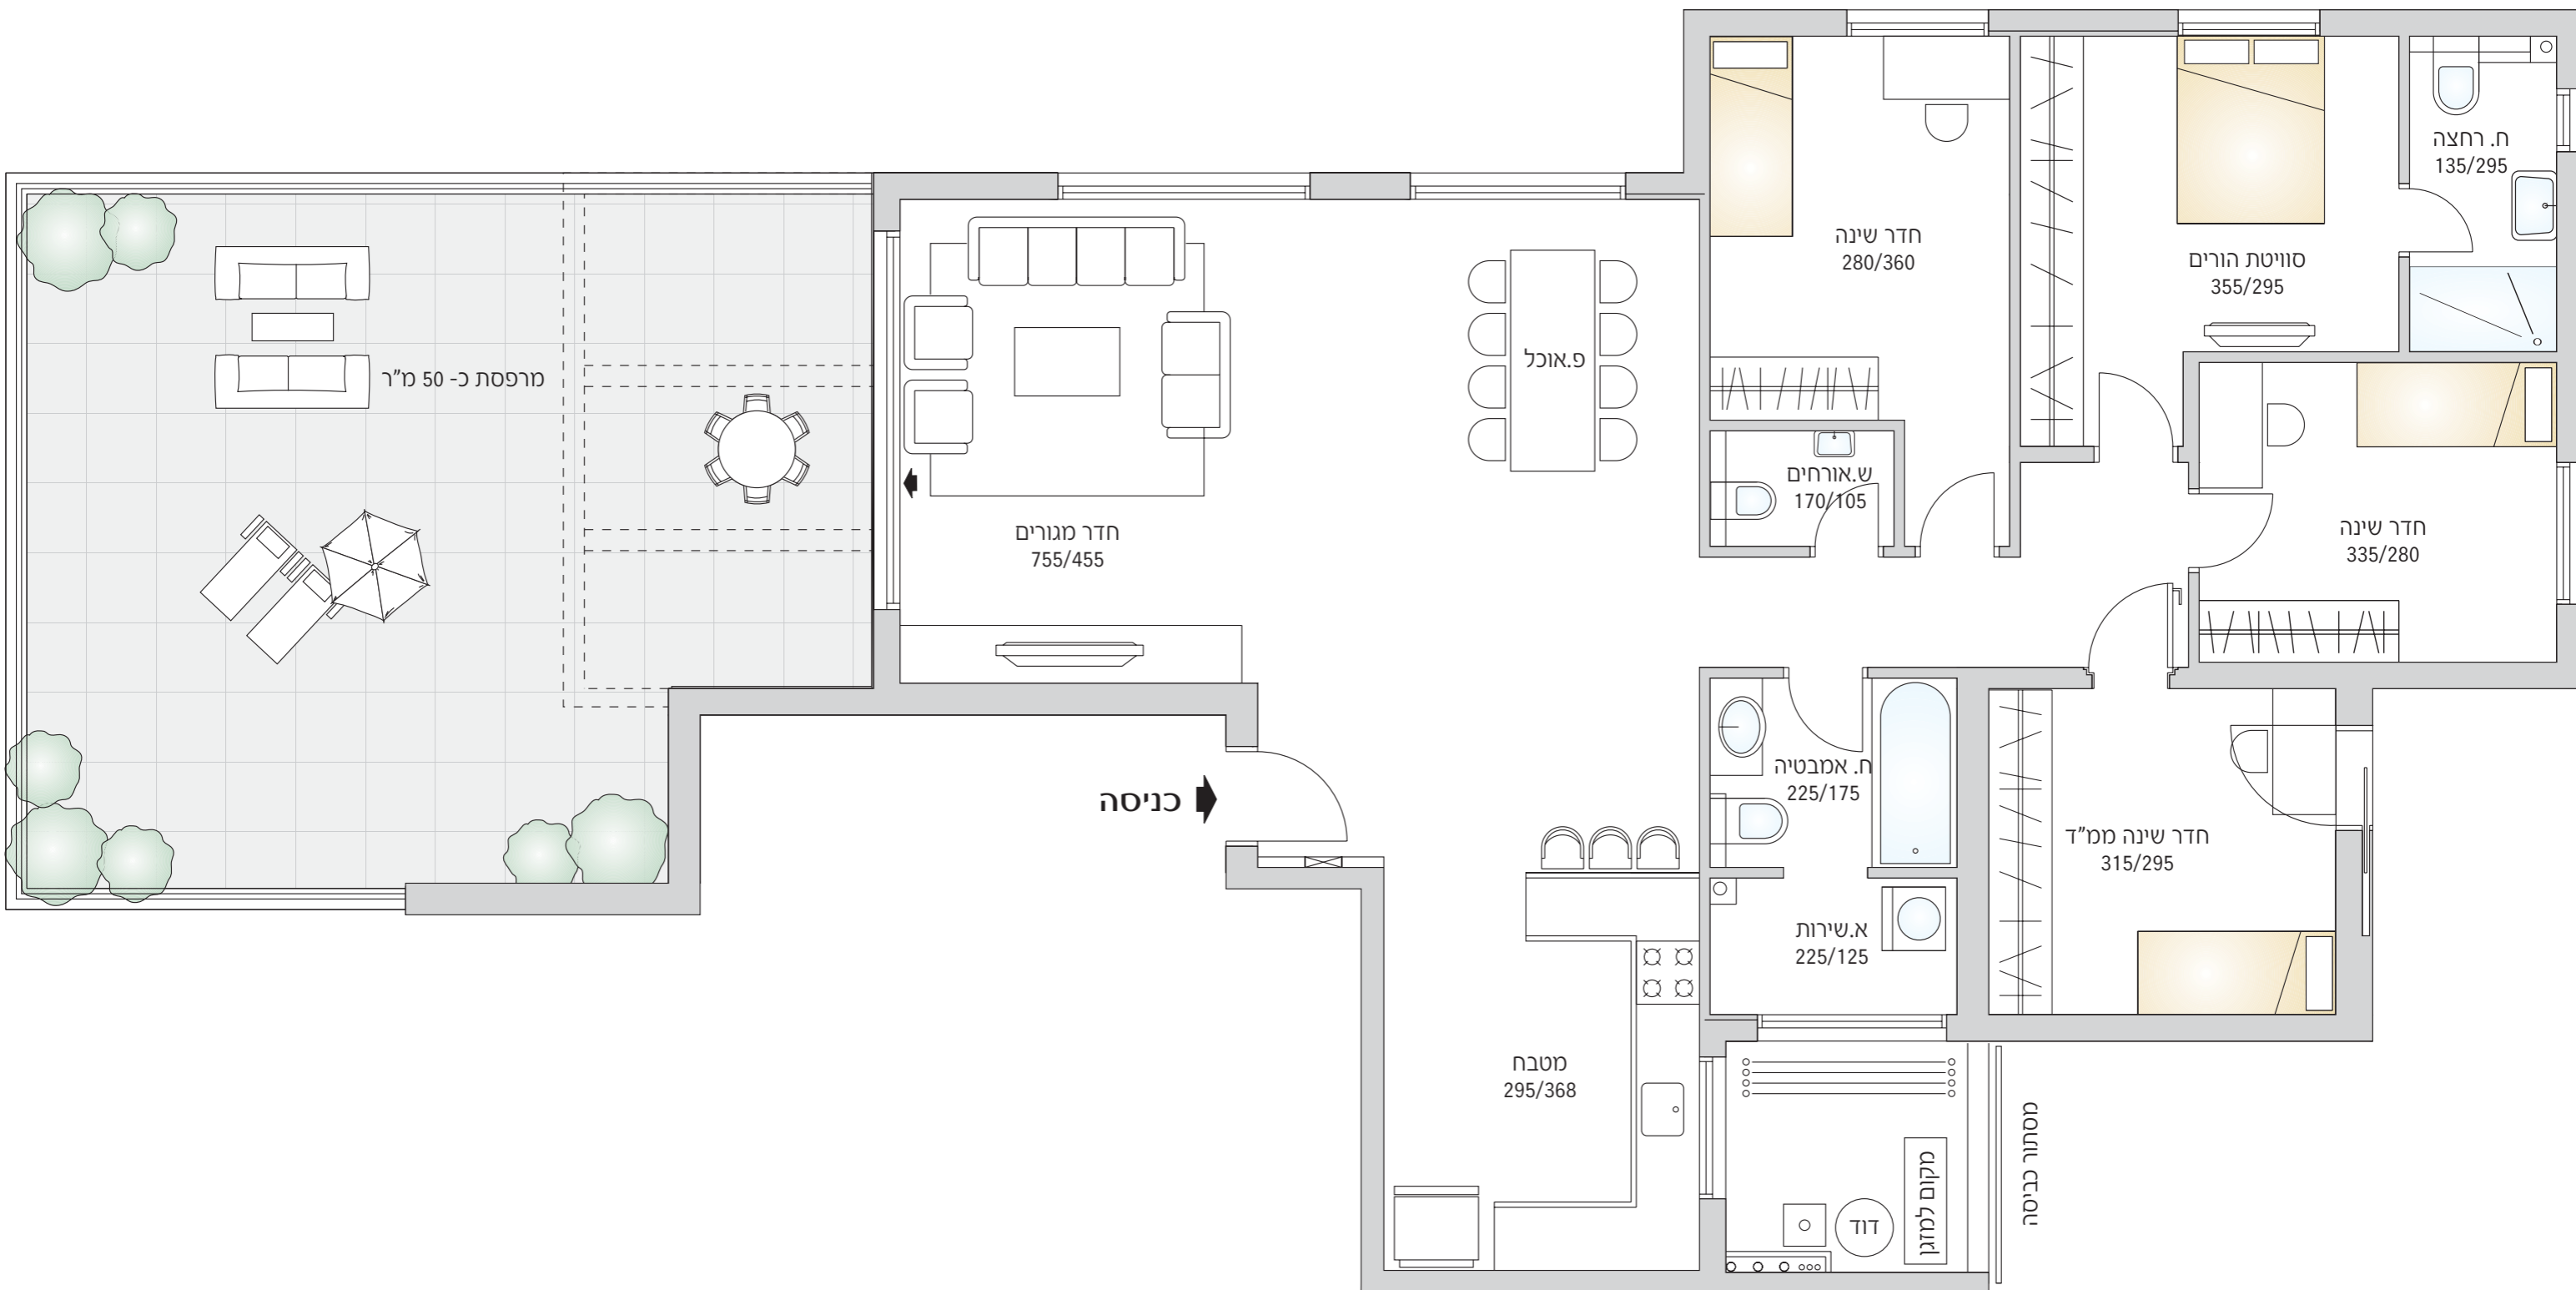 ח. רחצה
135/295
חדר שינה
280/360
סוויטת הורים
355/295
פ.אוכל
מרפסת כ- 50 מ"ר
ש.אורחים
170/105
חדר מגורים
755/455
חדר שינה
335/280
כניסה
ח. אמבטיה
225/175
חדר שינה ממ"ד
315/295
א.שירות
225/125
מטבח
295/368
מסתור כביסה
מקום למזגן
דוד